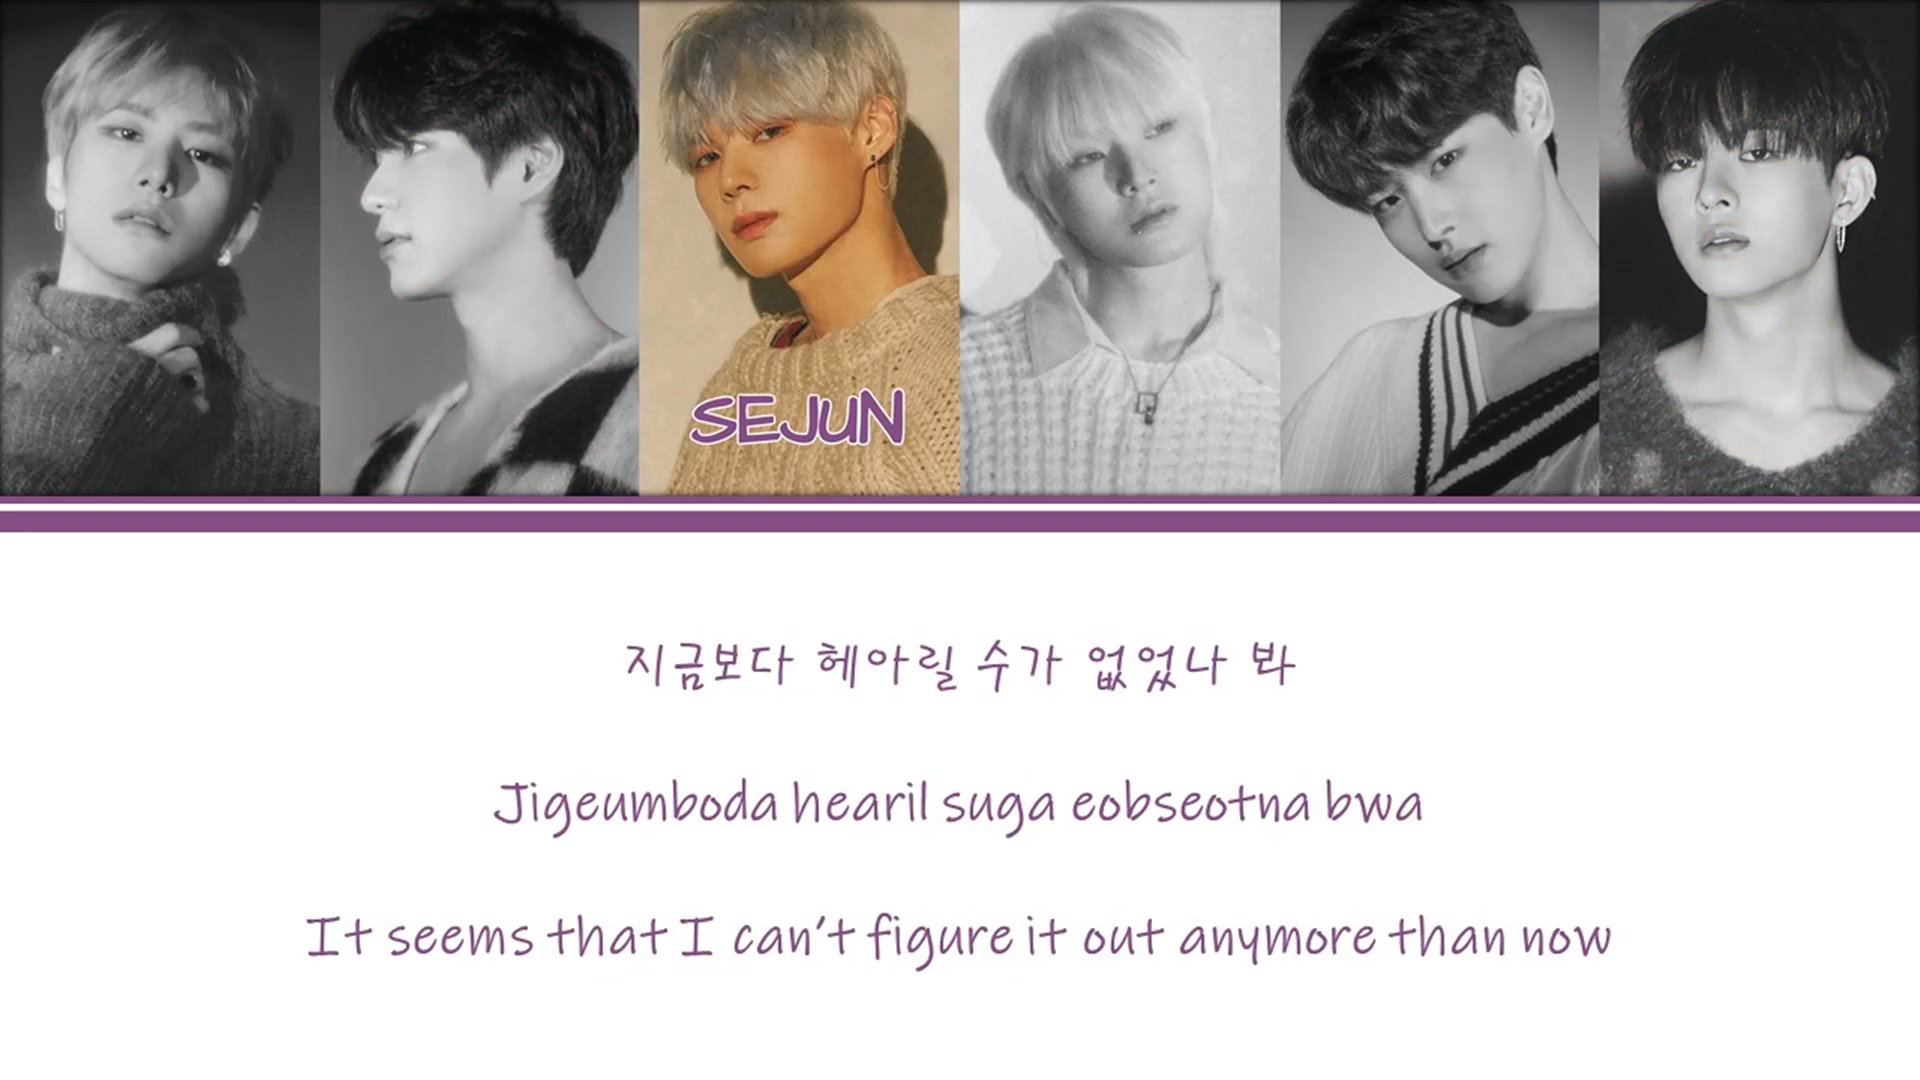 SEJUN
지금보다 헤아릴 수가 없었나 봐
Jigeumboda hearil suga eobseotna bwa
It seems that I can't figure it out anymore than now